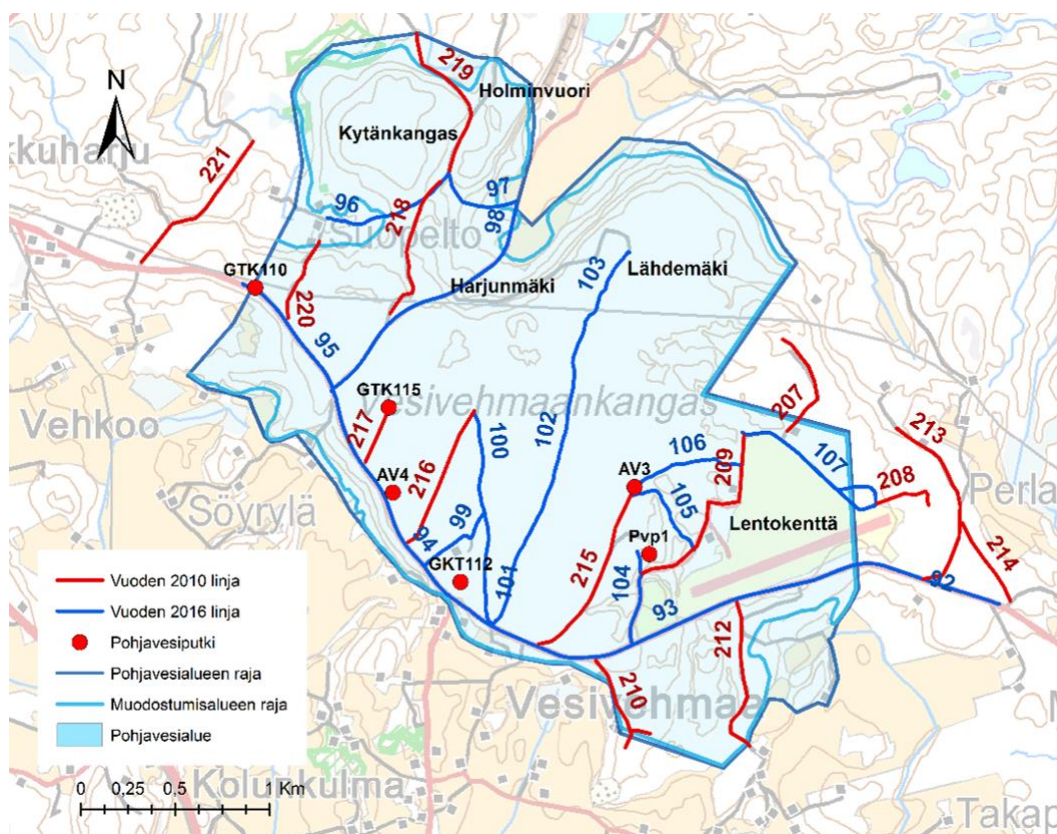 219
Holminvuori
N
Kytänkangas
kkuharju
221
96
97
218
98
Suopelto
103
Lähdemäki
GTK110
Harjunmäki
220
95
GTK115
Vesivehmaankangas
207
Vehkoo
217
100
102
213
106
209
AV4
216
AV3
107
208
Perla
Söyrylä
105
99
Lentokenttä
94
Pvp1
215
GKT112
101
104
93
92
214
212
210
Vesivehmaa
Vuoden 2010 linja
Vuoden 2016 linja
Pohjavesiputki
Pohjavesialueen raja
Muodostumisalueen raja
Pohjavesialue
Kolunkulma
0 0,25 0,5 1 Km
Takap